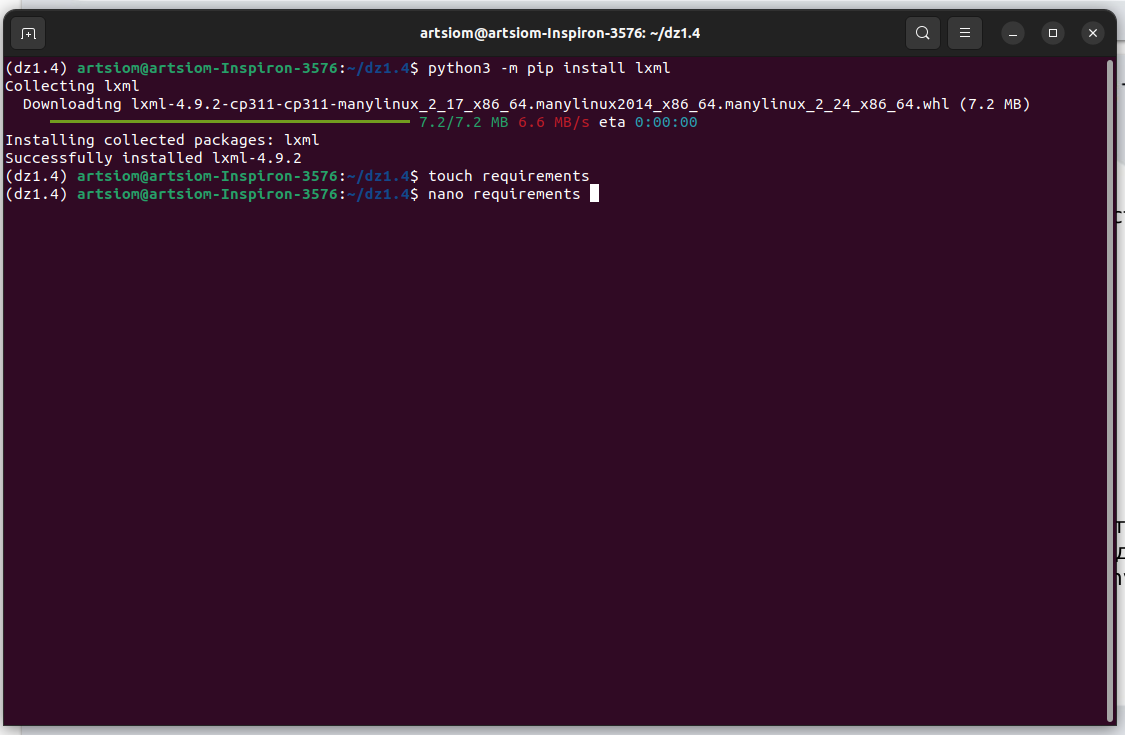 artsiom@artsiom-Inspiron-3576: ~/dz1.4
(dz1.4) artsiom@artsiom-Inspiron-3576:~/dz1.4$ python3 -m pip install lxml
Collecting lxml
  Downloading lxml-4.9.2-cp311-cp311-manylinux_2_17_x86_64.manylinux2014_x86_64.manylinux_2_24_x86_64.whl (7.2 MB)
7.2/7.2 MB 6.6 MB/s eta 0:00:00
Installing collected packages: lxml
Successfully installed lxml-4.9.2
(dz1.4) artsiom@artsiom-Inspiron-3576:~/dz1.4$ touch requirements
(dz1.4) artsiom@artsiom-Inspiron-3576:~/dz1.4$ nano requirements